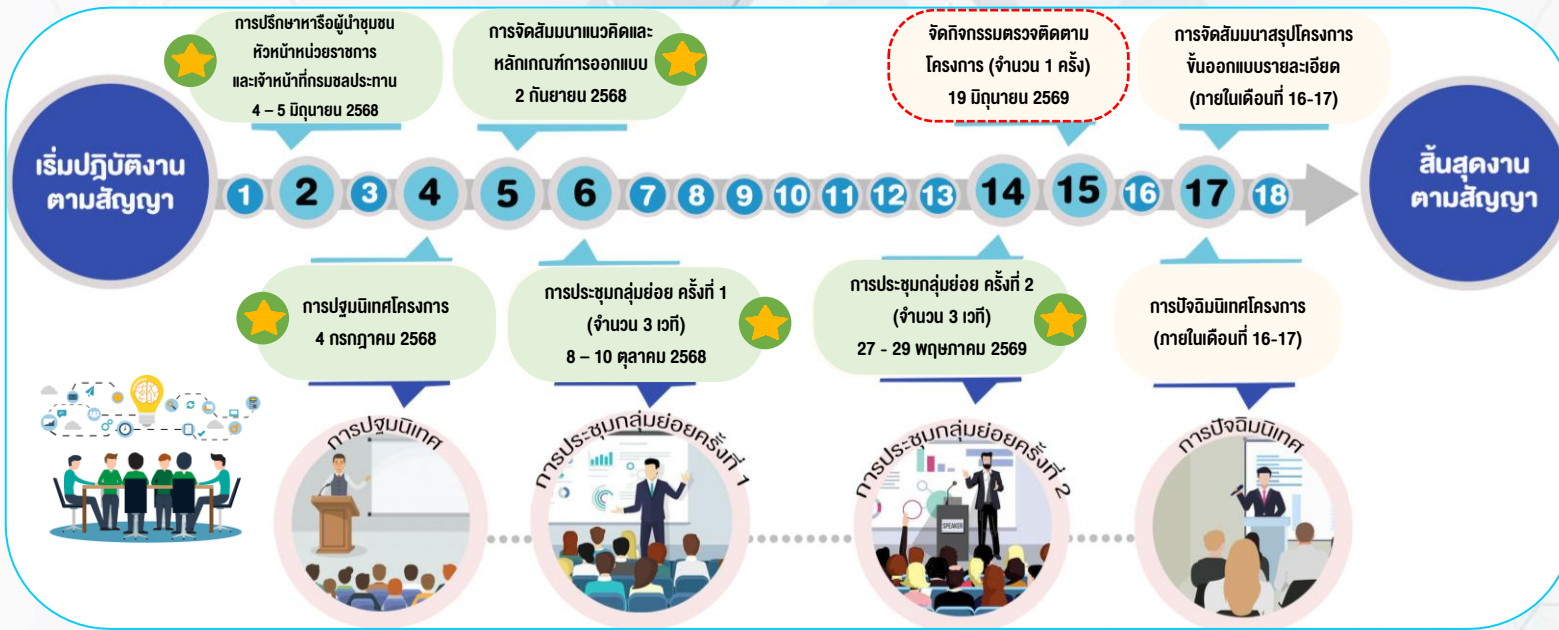 การปรึกษาหารือผู้นำชุมชน
หัวหน้าหน่วยราชการ
และเจ้าหน้าที่กรมชลประทาน
4 – 5 มิถุนายน 2568
การจัดสัมมนาแนวคิดและ
หลักเกณฑ์การออกแบบ
2 กันยายน 2568
จัดกิจกรรมตรวจติดตาม
โครงการ (จำนวน 1 ครั้ง)
19 มิถุนายน 2569
การจัดสัมมนาสรุปโครงการ
ขั้นออกแบบรายละเอียด
(ภายในเดือนที่ 16-17)
เริ่มปฎิบัติงาน
ตามสัญญา
1 2 3 4 5 6 7 8 9 10 11 12 13 14 15 16 17 18
สิ้นสุดงาน
ตามสัญญา
การปฐมนิเทศโครงการ
4 กรกฎาคม 2568
การประชุมกลุ่มย่อย ครั้งที่ 1
(จำนวน 3 เวที)
8 – 10 ตุลาคม 2568
การประชุมกลุ่มย่อย ครั้งที่ 2
(จำนวน 3 เวที)
27 - 29 พฤษภาคม 2569
การปัจฉิมนิเทศโครงการ
(ภายในเดือนที่ 16-17)
การปฐมนิเทศ
การประชุมกลุ่มย่อยครั้งที่ 1
การประชุมกลุ่มย่อยครั้งที่ 2
การปัจฉิมนิเทศ
SPEAKER